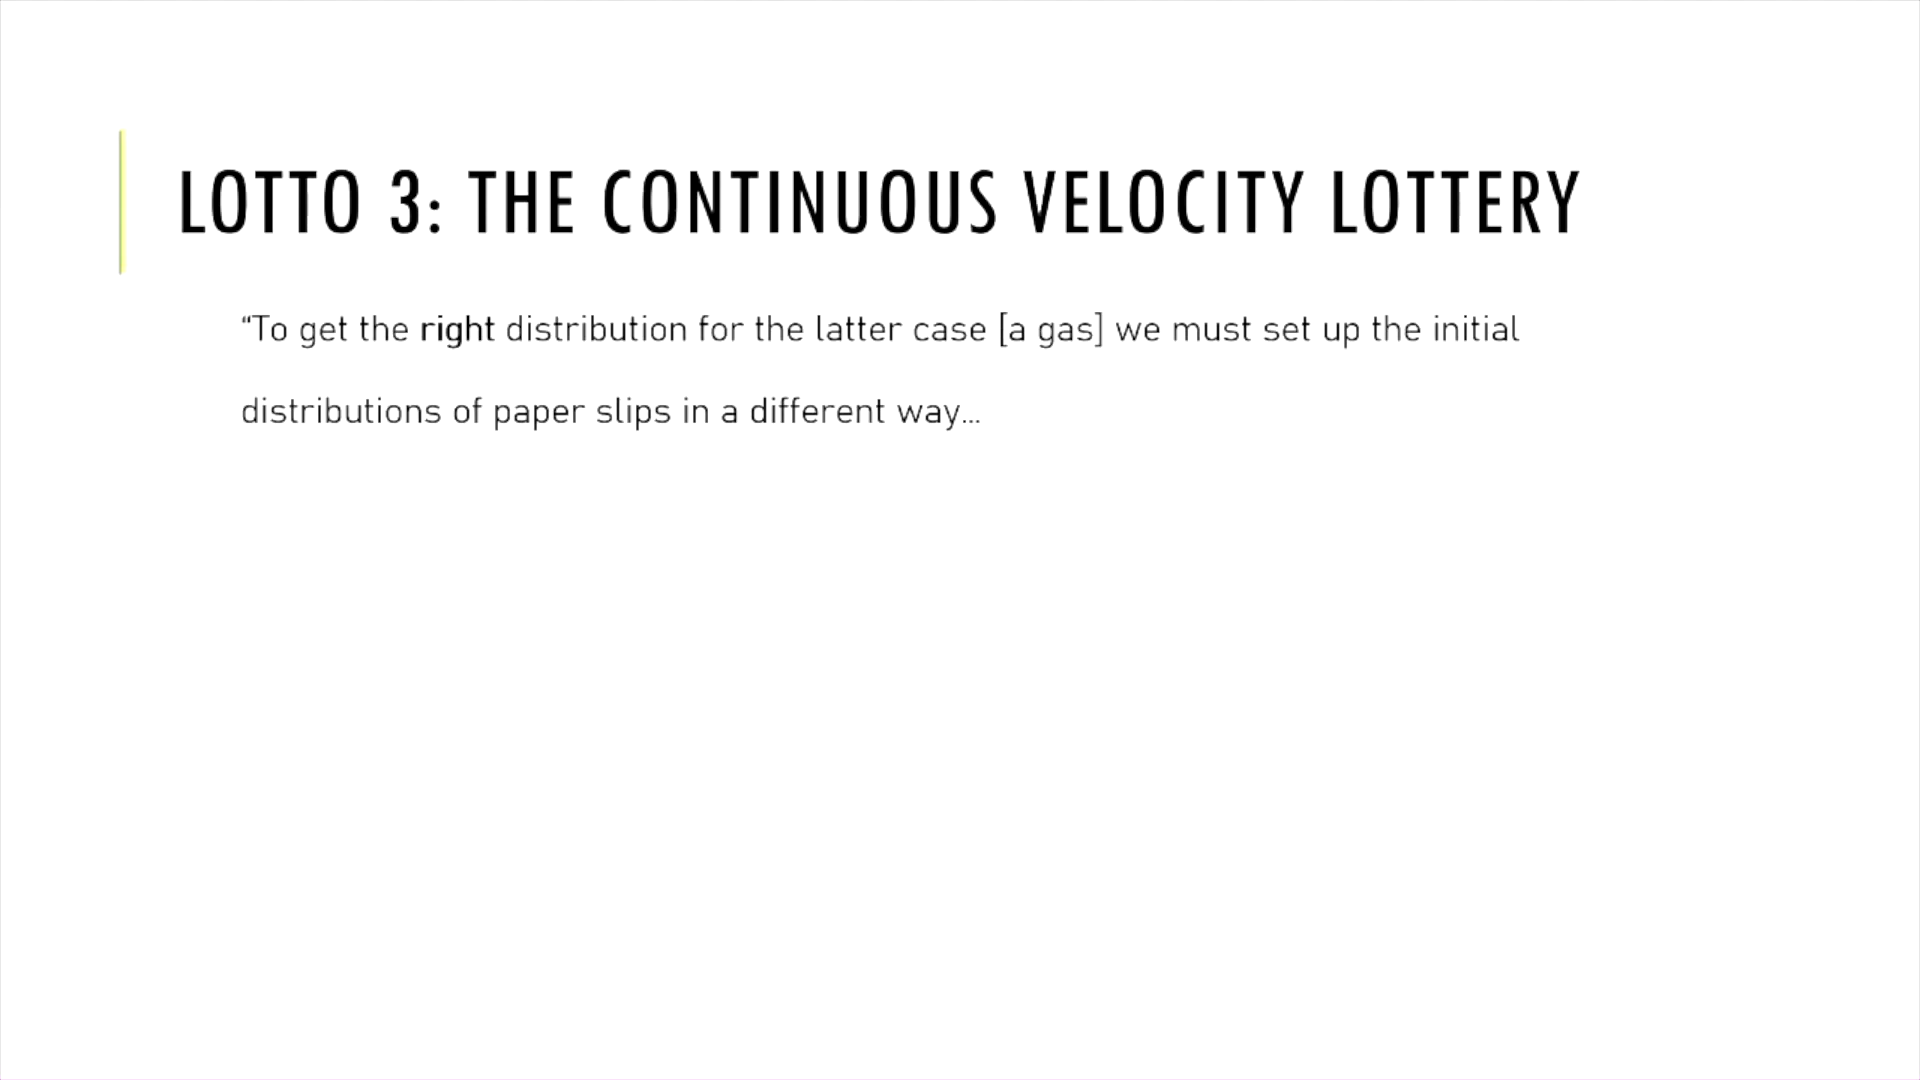 LOTTO 3: THE CONTINUOUS VELOCITY LOTTERY
“To get the right distribution for the latter case [a gas] we must set up the initial
distributions of paper slips in a different way…